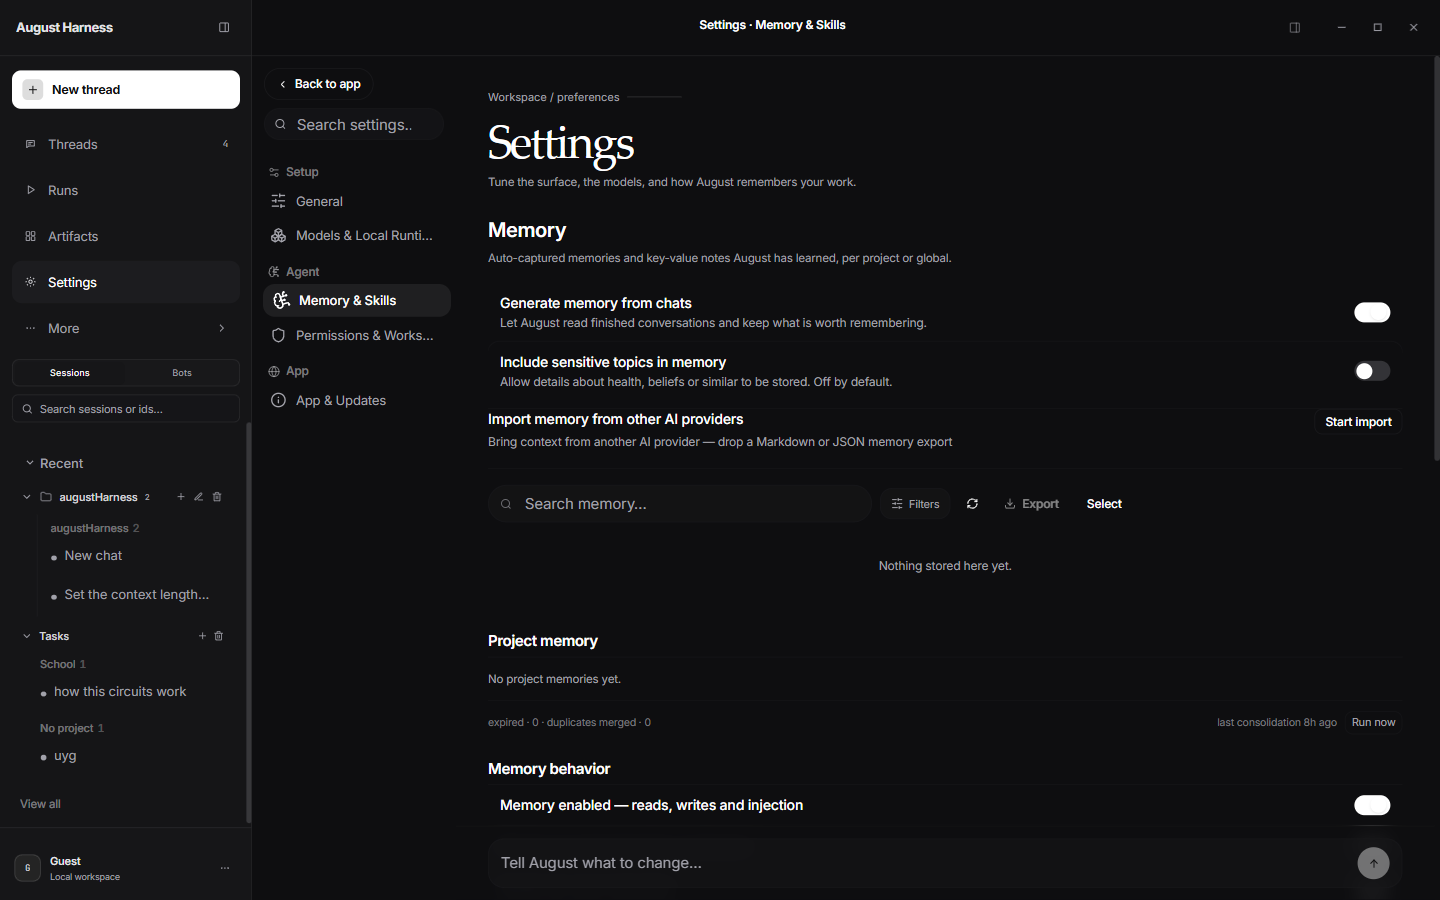 August Harness
Settings · Memory & Skills
New thread
Threads 4
Runs
Artifacts
Settings
More
Sessions Bots
Search sessions or ids...
Recent
augustHarness 2
augustHarness 2
New chat
Set the context length...
Tasks
School 1
how this circuits work
No project 1
uyg
View all
G
Guest
Local workspace
Back to app
Search settings..
Setup
General
Models & Local Runti...
Agent
Memory & Skills
Permissions & Works...
App
App & Updates
Workspace / preferences
Settings
Tune the surface, the models, and how August remembers your work.
Memory
Auto-captured memories and key-value notes August has learned, per project or global.
Generate memory from chats
Let August read finished conversations and keep what is worth remembering.
Include sensitive topics in memory
Allow details about health, beliefs or similar to be stored. Off by default.
Import memory from other AI providers
Bring context from another AI provider — drop a Markdown or JSON memory export
Start import
Search memory...
Filters
Export
Select
Nothing stored here yet.
Project memory
No project memories yet.
expired · 0 · duplicates merged · 0
last consolidation 8h ago
Run now
Memory behavior
Memory enabled — reads, writes and injection
Tell August what to change...